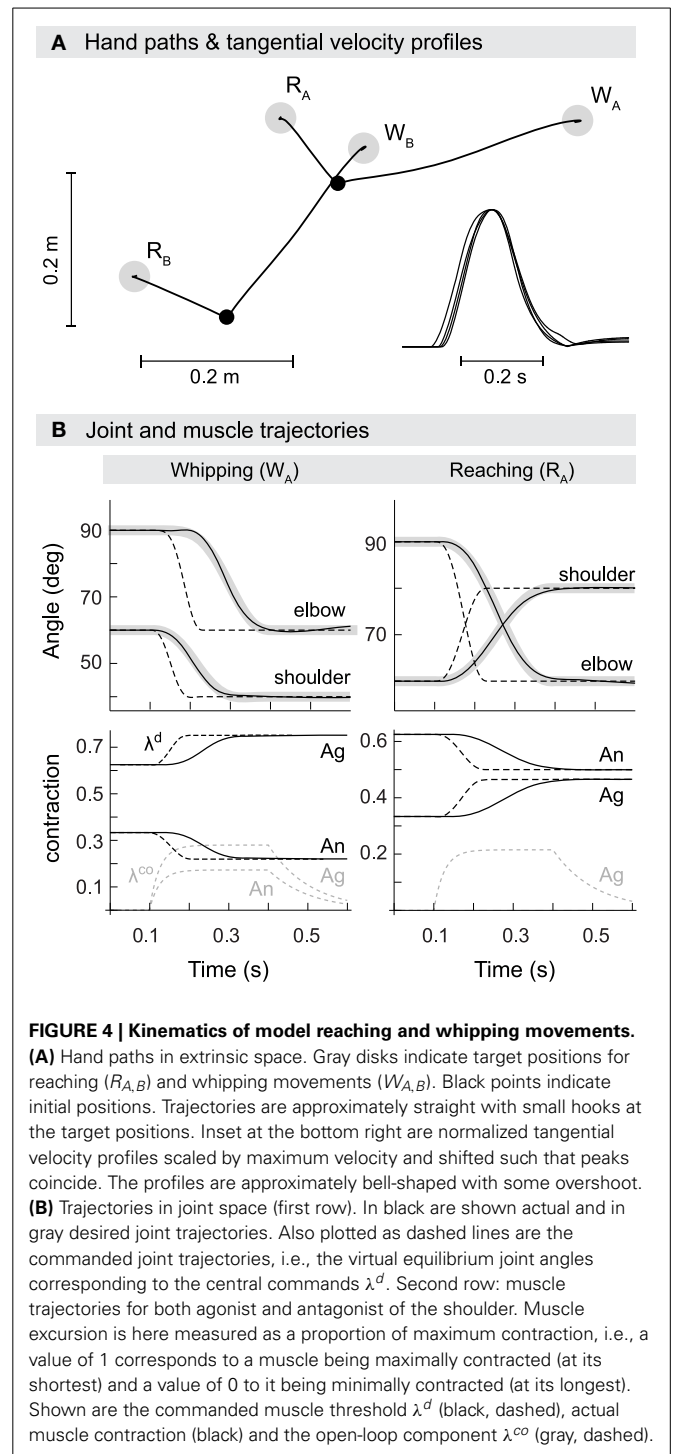 A Hand paths & tangential velocity profiles
R_A
W_A
W_B
R_B
0.2 m
0.2 m
0.2 s
B Joint and muscle trajectories
Whipping (W_A)
Reaching (R_A)
Angle (deg)
90
70
50
elbow
shoulder
90
70
shoulder
elbow
contraction
0.7
0.5
0.3
0.1
λ^d
Ag
An
λ^co
An
Ag
0.6
0.4
0.2
An
Ag
Ag
0.1 0.3 0.5
0.1 0.3 0.5
Time (s)
Time (s)
FIGURE 4 | Kinematics of model reaching and whipping movements.
(A) Hand paths in extrinsic space. Gray disks indicate target positions for
reaching (R_A,B) and whipping movements (W_A,B). Black points indicate
initial positions. Trajectories are approximately straight with small hooks at
the target positions. Inset at the bottom right are normalized tangential
velocity profiles scaled by maximum velocity and shifted such that peaks
coincide. The profiles are approximately bell-shaped with some overshoot.
(B) Trajectories in joint space (first row). In black are shown actual and in
gray desired joint trajectories. Also plotted as dashed lines are the
commanded joint trajectories, i.e., the virtual equilibrium joint angles
corresponding to the central commands λ^d. Second row: muscle
trajectories for both agonist and antagonist of the shoulder. Muscle
excursion is here measured as a proportion of maximum contraction, i.e., a
value of 1 corresponds to a muscle being maximally contracted (at its
shortest) and a value of 0 to it being minimally contracted (at its longest).
Shown are the commanded muscle threshold λ^d (black, dashed), actual
muscle contraction (black) and the open-loop component λ^co (gray, dashed).